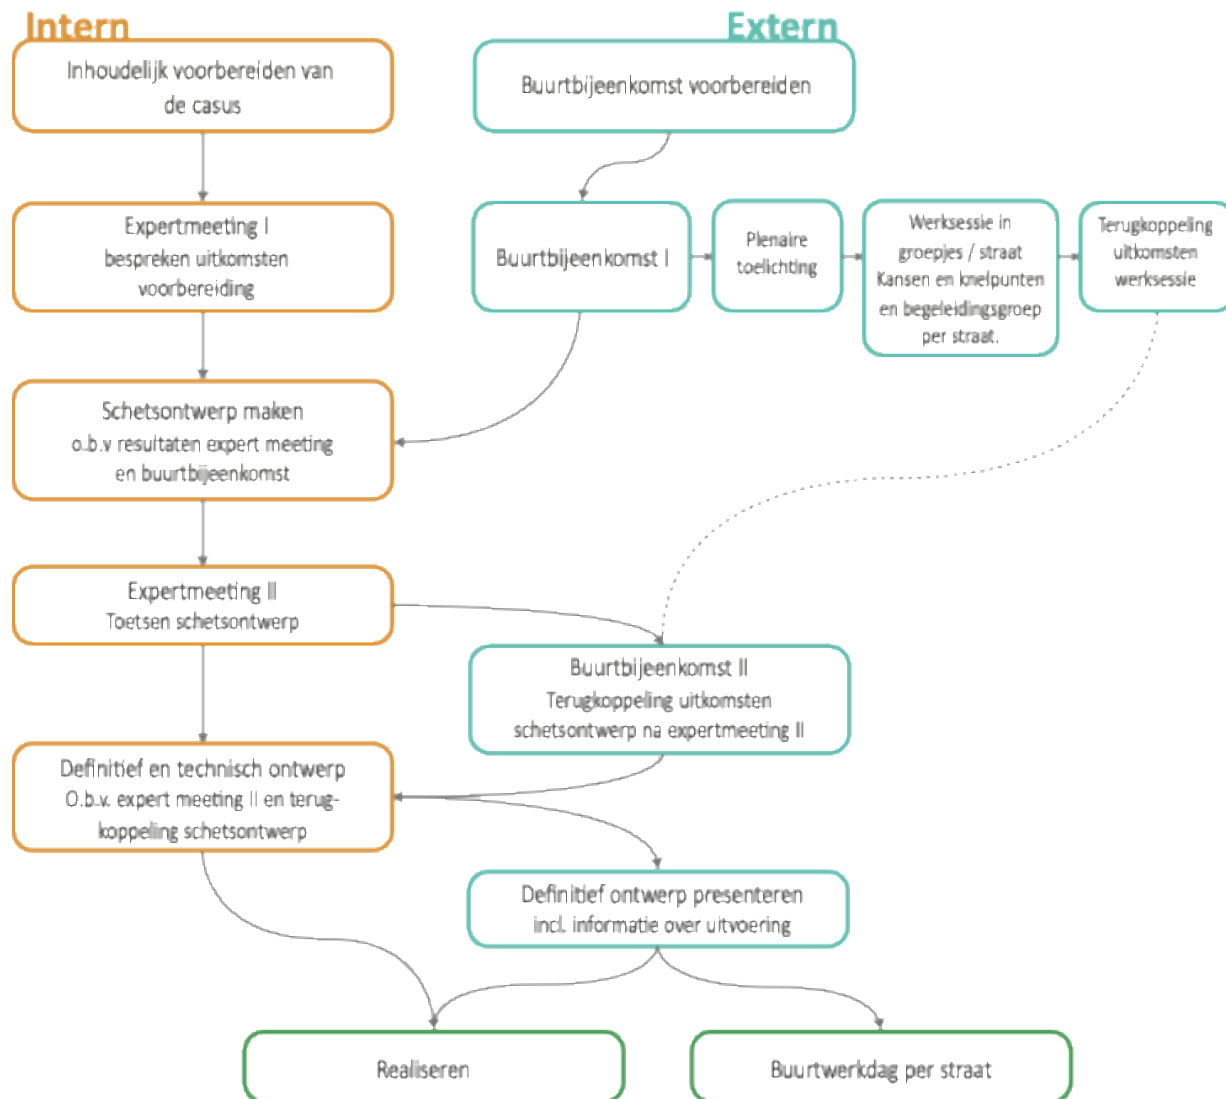 Intern
Extern
Inhoudelijk voorbereiden van
de casus
Buurtbijeenkomst voorbereiden
Expertmeeting I
bespreken uitkomsten
voorbereiding
Buurtbijeenkomst I
Plenaire
toelichting
Werksessie in
groepjes / straat
Kansen en knelpunten
en begeleidingsgroep
per straat.
Terugkoppeling
uitkomsten
werksessie
Schetsontwerp maken
o.b.v resultaten expert meeting
en buurtbijeenkomst
Expertmeeting II
Toetsen schetsontwerp
Buurtbijeenkomst II
Terugkoppeling uitkomsten
schetsontwerp na expertmeeting II
Definitief en technisch ontwerp
O.b.v. expert meeting II en terug-
koppeling schetsontwerp
Definitief ontwerp presenteren
incl. informatie over uitvoering
Realiseren
Buurtwerkdag per straat